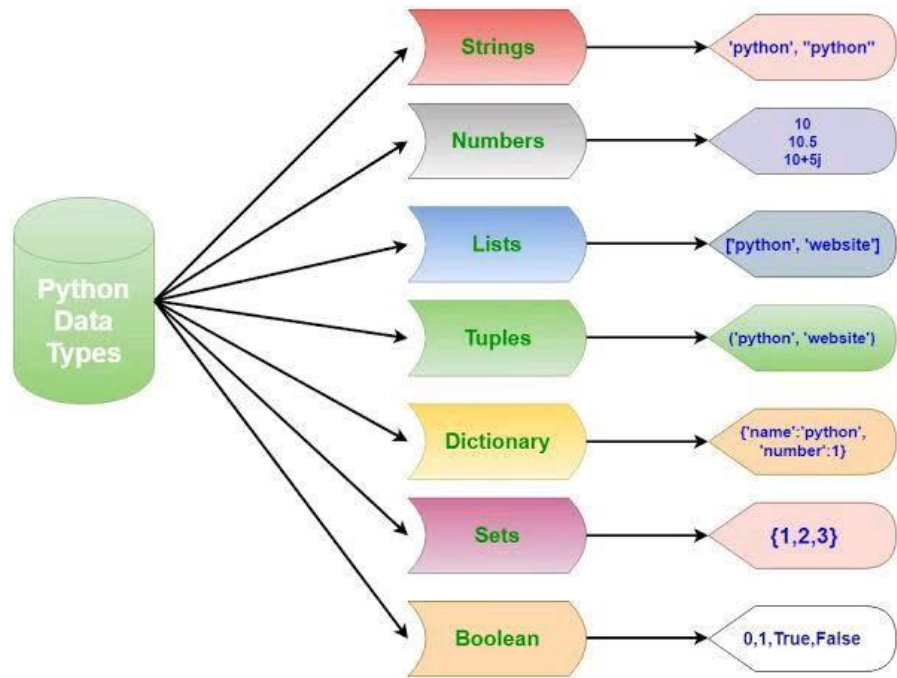 Python
Data
Types
Strings
'python', "python"
Numbers
10
10.5
10+5j
Lists
['python', 'website']
Tuples
('python', 'website')
Dictionary
{'name':'python',
'number':1}
Sets
{1,2,3}
Boolean
0,1,True,False